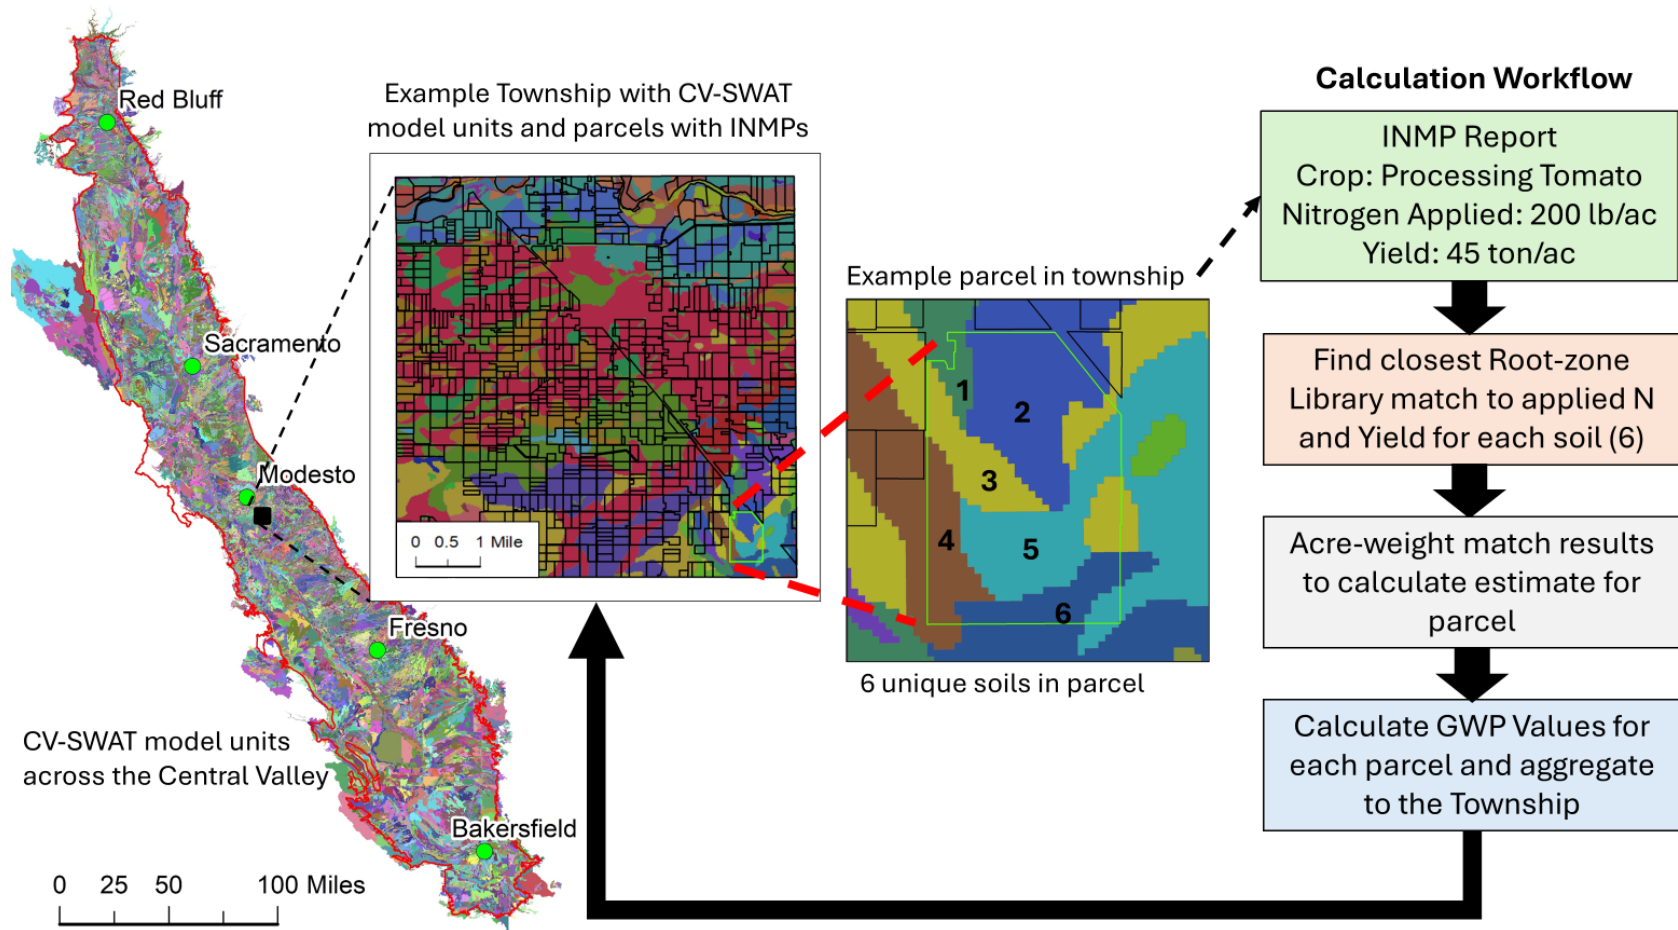 Red Bluff
Sacramento
Modesto
Fresno
Bakersfield
CV-SWAT model units
across the Central Valley
0 25 50 100 Miles
Example Township with CV-SWAT
model units and parcels with INMPs
0 0.5 1 Mile
Example parcel in township
1
2
3
4
5
6
6 unique soils in parcel
Calculation Workflow
INMP Report
Crop: Processing Tomato
Nitrogen Applied: 200 lb/ac
Yield: 45 ton/ac
Find closest Root-zone
Library match to applied N
and Yield for each soil (6)
Acre-weight match results
to calculate estimate for
parcel
Calculate GWP Values for
each parcel and aggregate
to the Township